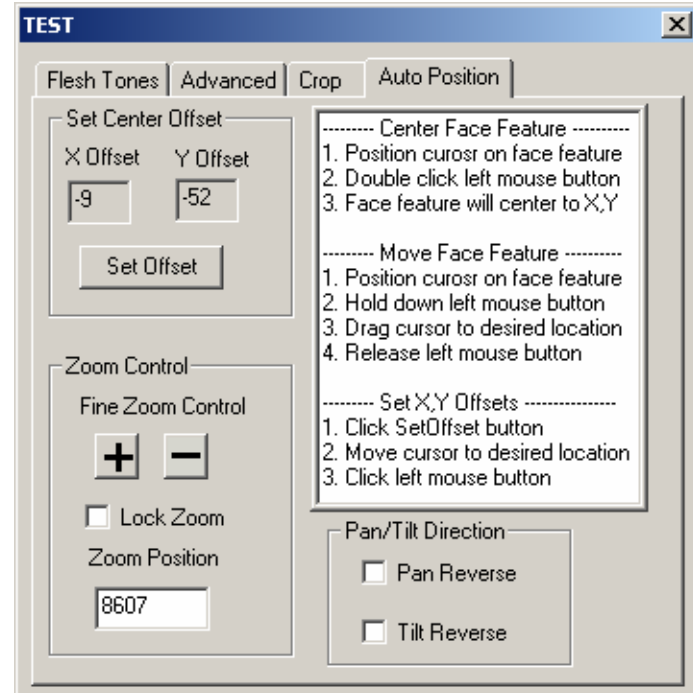 TEST
Flesh Tones Advanced Crop Auto Position
Set Center Offset
X Offset Y Offset
-9 -52
Set Offset
Zoom Control
Fine Zoom Control
+ −
Lock Zoom
Zoom Position
8607
--------- Center Face Feature ----------
1. Position curosr on face feature
2. Double click left mouse button
3. Face feature will center to X,Y
--------- Move Face Feature -----------
1. Position curosr on face feature
2. Hold down left mouse button
3. Drag cursor to desired location
4. Release left mouse button
--------- Set X,Y Offsets ---------------
1. Click SetOffset button
2. Move cursor to desired location
3. Click left mouse button
Pan/Tilt Direction
Pan Reverse
Tilt Reverse